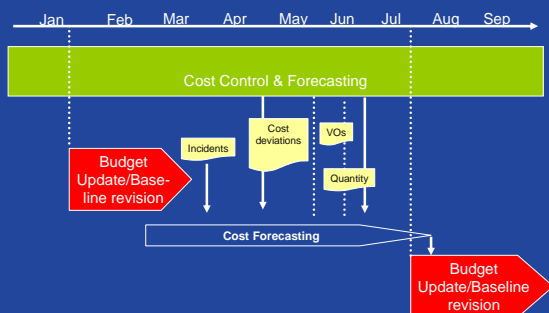 Jan Feb Mar Apr May Jun Jul Aug Sep
Cost Control & Forecasting
Cost
deviations
VOs
Incidents
Budget
Update/Base-
line revision
Quantity
Cost Forecasting
Budget
Update/Baseline
revision